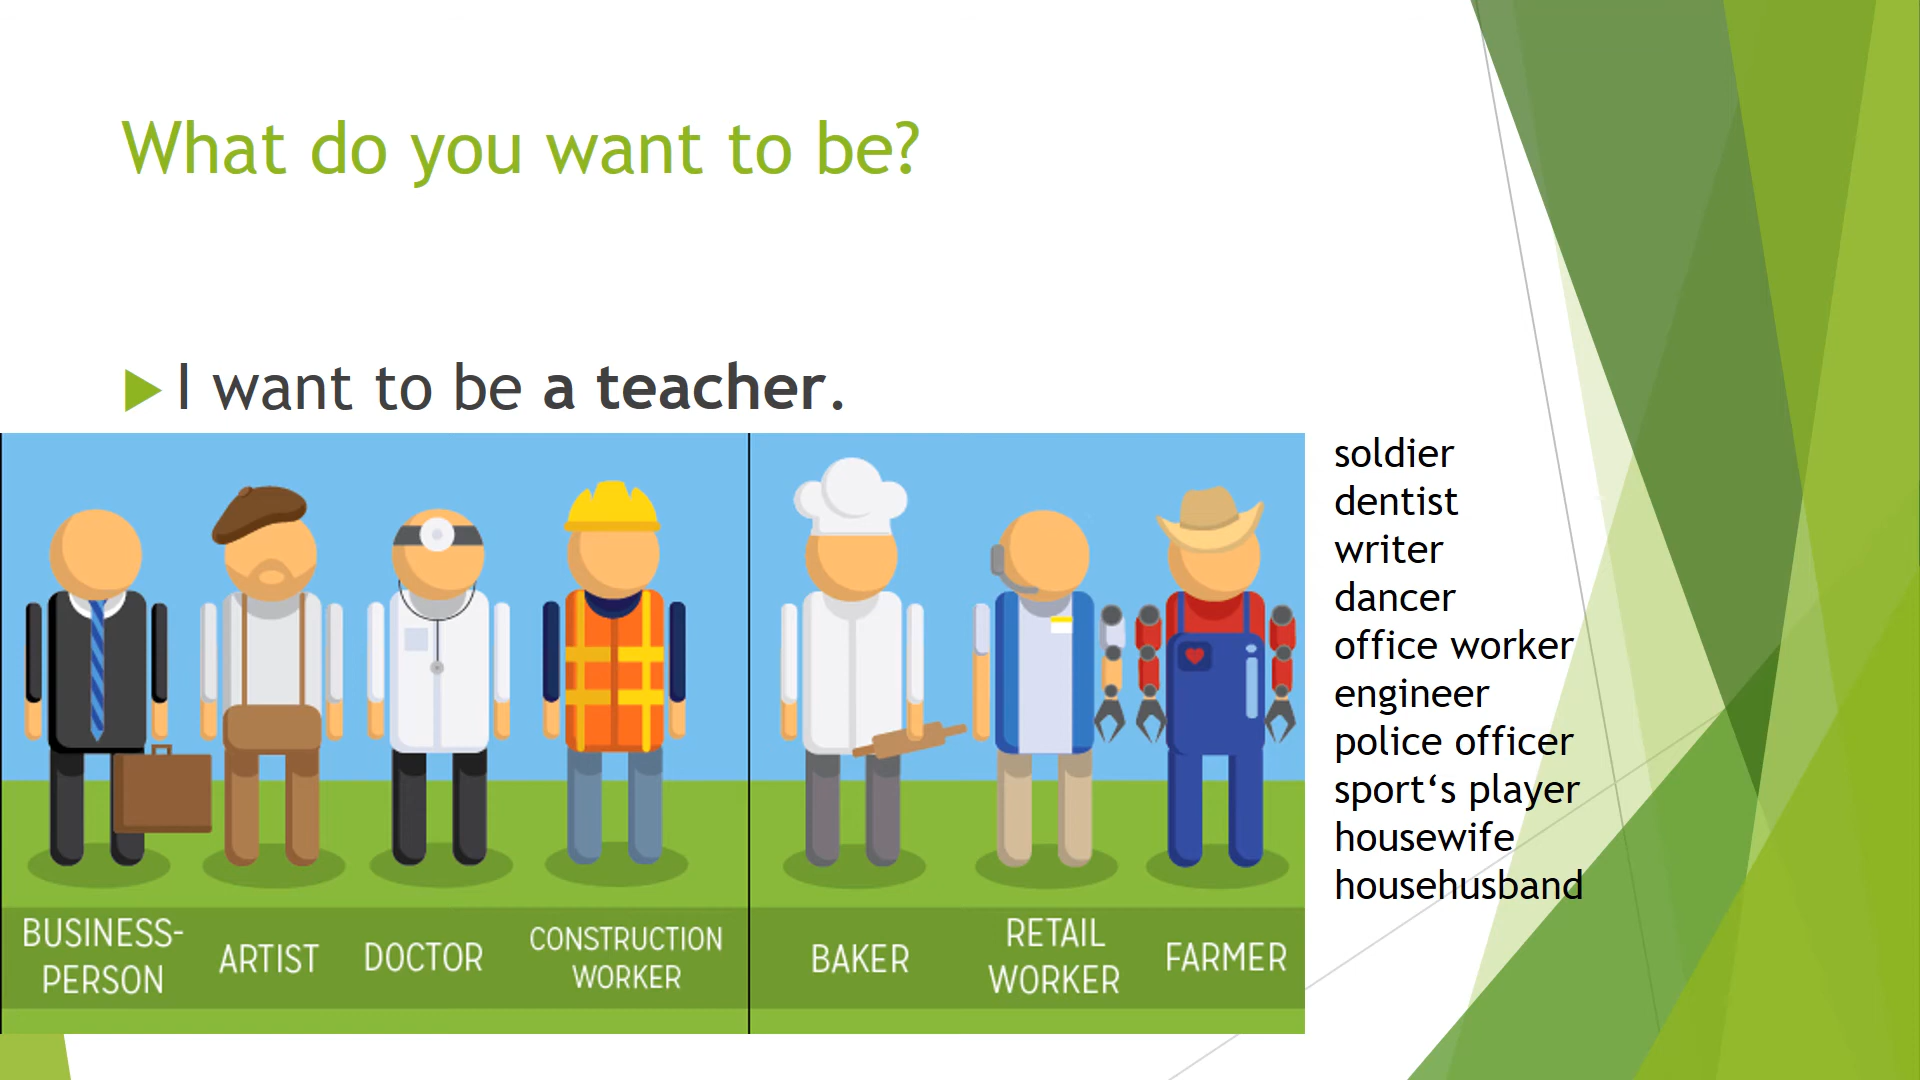 What do you want to be?
I want to be a teacher.
soldier
dentist
writer
dancer
office worker
engineer
police officer
sport‘s player
housewife
househusband
BUSINESS-
PERSON
ARTIST
DOCTOR
CONSTRUCTION
WORKER
BAKER
RETAIL
WORKER
FARMER